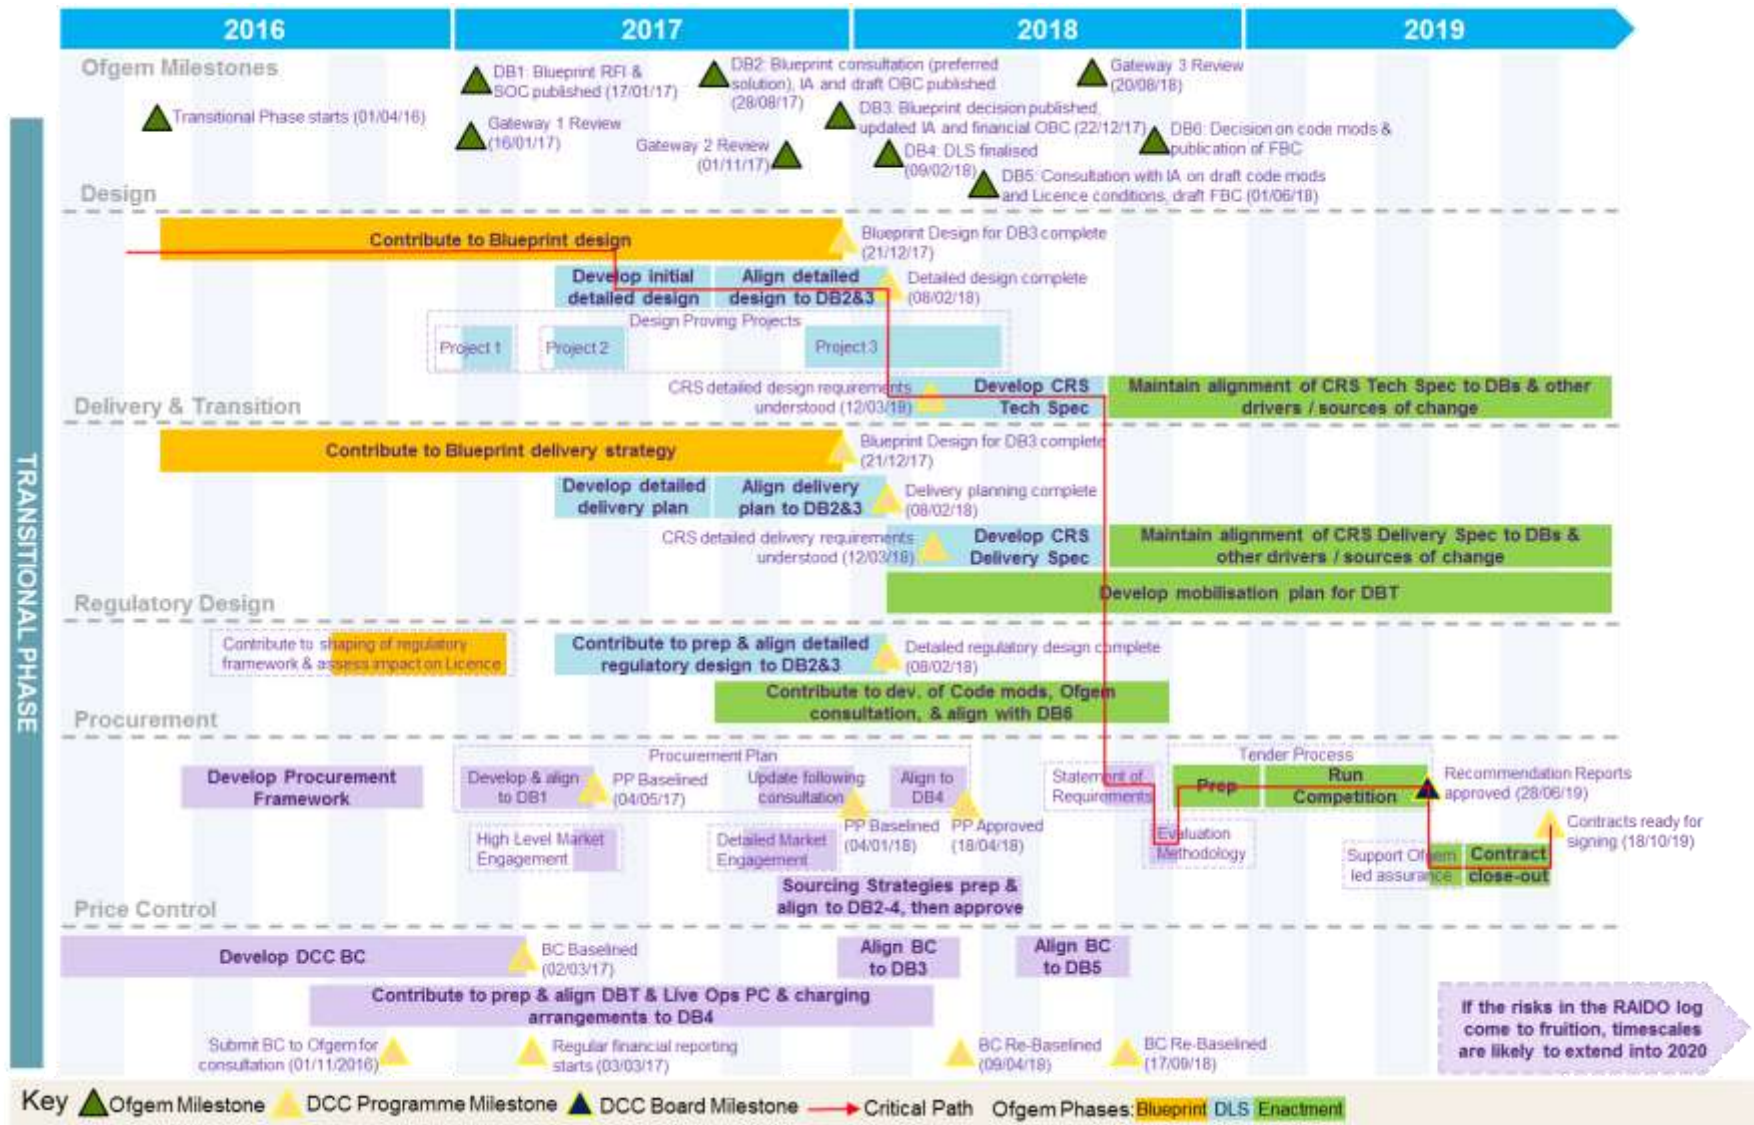 2016
2017
2018
2019
Ofgem Milestones
Transitional Phase starts (01/04/16)
DB1: Blueprint RFI &
SOC published (17/01/17)
Gateway 1 Review
(16/01/17)
DB2: Blueprint consultation (preferred
solution), IA and draft OBC published
(28/08/17)
Gateway 2 Review
(01/11/17)
DB3: Blueprint decision published,
updated IA and financial OBC (22/12/17)
DB4: DLS finalised
(09/02/18)
Gateway 3 Review
(20/08/18)
DB6: Decision on code mods &
publication of FBC
DB5: Consultation with IA on draft code mods
and Licence conditions, draft FBC (01/06/18)
TRANSITIONAL PHASE
Design
Contribute to Blueprint design
Blueprint Design for DB3 complete
(21/12/17)
Develop initial
detailed design
Align detailed
design to DB2&3
Detailed design complete
(08/02/18)
Design Proving Projects
Project 1
Project 2
Project 3
CRS detailed design requirements
understood (12/03/18)
Develop CRS
Tech Spec
Maintain alignment of CRS Tech Spec to DBs & other
drivers / sources of change
Delivery & Transition
Contribute to Blueprint delivery strategy
Blueprint Design for DB3 complete
(21/12/17)
Develop detailed
delivery plan
Align delivery
plan to DB2&3
Delivery planning complete
(08/02/18)
CRS detailed delivery requirements
understood (12/03/18)
Develop CRS
Delivery Spec
Maintain alignment of CRS Delivery Spec to DBs &
other drivers / sources of change
Develop mobilisation plan for DBT
Regulatory Design
Contribute to shaping of regulatory
framework & assess impact on Licence
Contribute to prep & align detailed
regulatory design to DB2&3
Detailed regulatory design complete
(08/02/18)
Contribute to dev. of Code mods, Ofgem
consultation, & align with DB6
Procurement
Develop Procurement
Framework
Procurement Plan
Develop & align
to DB1
PP Baselined
(04/05/17)
Update following
consultation
PP Baselined
(04/01/18)
Align to
DB4
PP Approved
(18/04/18)
High Level Market
Engagement
Detailed Market
Engagement
Sourcing Strategies prep &
align to DB2-4, then approve
Statement of
Requirements
Evaluation
Methodology
Tender Process
Prep
Run
Competition
Recommendation Reports
approved (28/06/19)
Support Ofgem
led assurance
Contract
close-out
Contracts ready for
signing (18/10/19)
Price Control
Develop DCC BC
BC Baselined
(02/03/17)
Align BC
to DB3
Align BC
to DB5
Contribute to prep & align DBT & Live Ops PC & charging
arrangements to DB4
Submit BC to Ofgem for
consultation (01/11/2016)
Regular financial reporting
starts (03/03/17)
BC Re-Baselined
(09/04/18)
BC Re-Baselined
(17/09/18)
If the risks in the RAIDO log
come to fruition, timescales
are likely to extend into 2020
Key Ofgem Milestone DCC Programme Milestone DCC Board Milestone Critical Path Ofgem Phases: Blueprint DLS Enactment